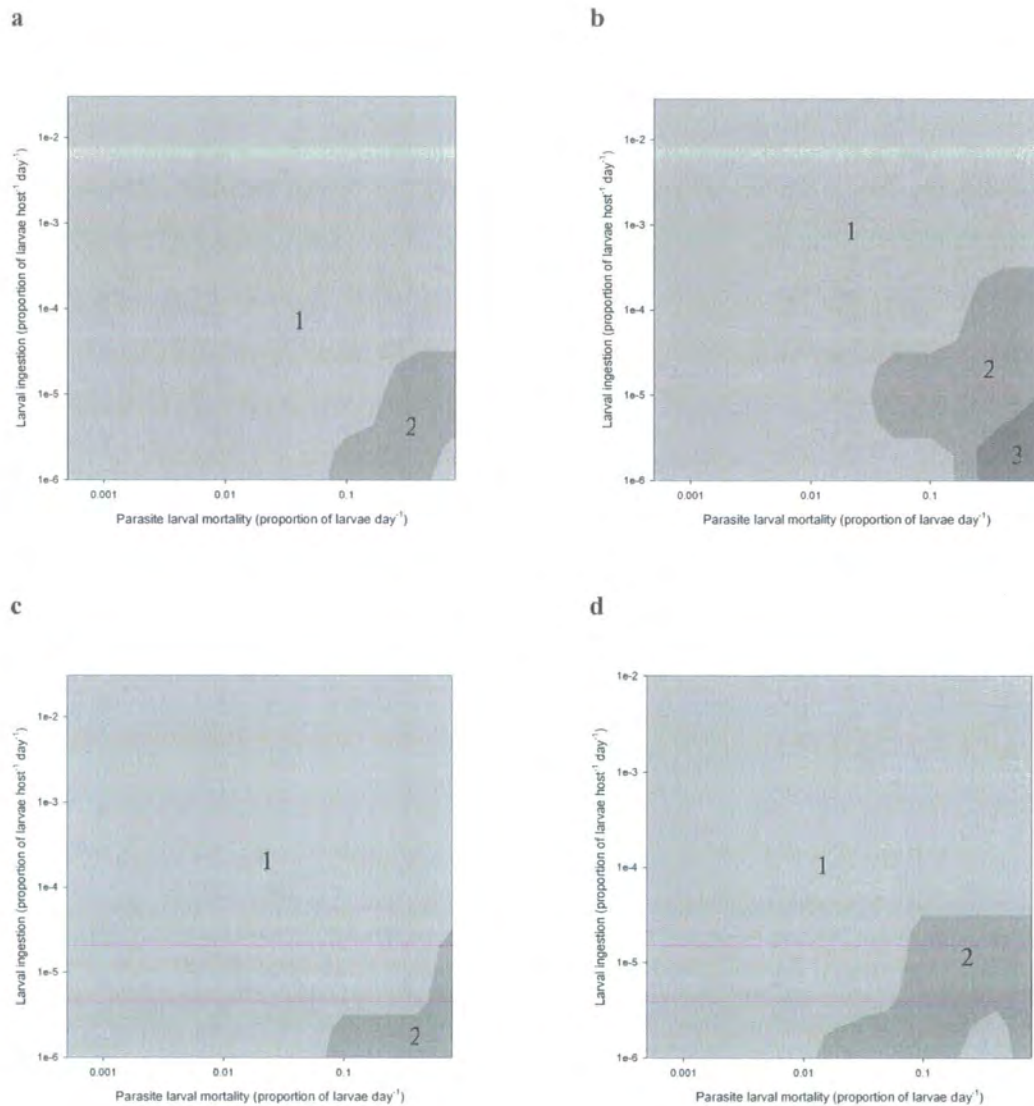 a
b
Larval ingestion (proportion of larvae host⁻¹ day⁻¹)
1e-2
1e-3
1e-4
1e-5
1e-6
1
2
0.001
0.01
0.1
Parasite larval mortality (proportion of larvae day⁻¹)
Larval ingestion (proportion of larvae host⁻¹ day⁻¹)
1e-2
1e-3
1e-4
1e-5
1e-6
1
2
3
0.001
0.01
0.1
Parasite larval mortality (proportion of larvae day⁻¹)
c
d
Larval ingestion (proportion of larvae host⁻¹ day⁻¹)
1e-2
1e-3
1e-4
1e-5
1e-6
1
2
0.001
0.01
0.1
Parasite larval mortality (proportion of larvae day⁻¹)
Larval ingestion (proportion of larvae host⁻¹ day⁻¹)
1e-2
1e-3
1e-4
1e-5
1e-6
1
2
0.001
0.01
0.1
Parasite larval mortality (proportion of larvae day⁻¹)